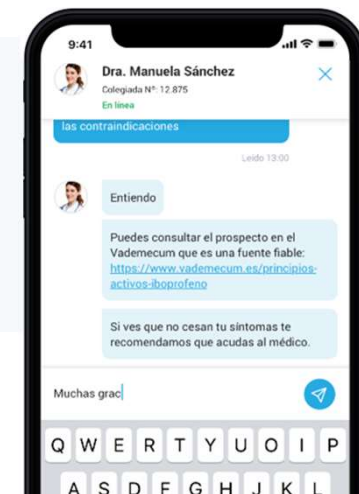 9:41
Dra. Manuela Sánchez
Colegiada Nº: 12.875
En línea
las contraindicaciones
Leído 13:00
Entiendo
Puedes consultar el prospecto en el
Vademecum que es una fuente fiable:
https://www.vademecum.es/principios-
activos-iboprofeno
Si ves que no cesan tu síntomas te
recomendamos que acudas al médico.
Muchas grac
Q W E R T Y U O I P
A S D F G H J K L